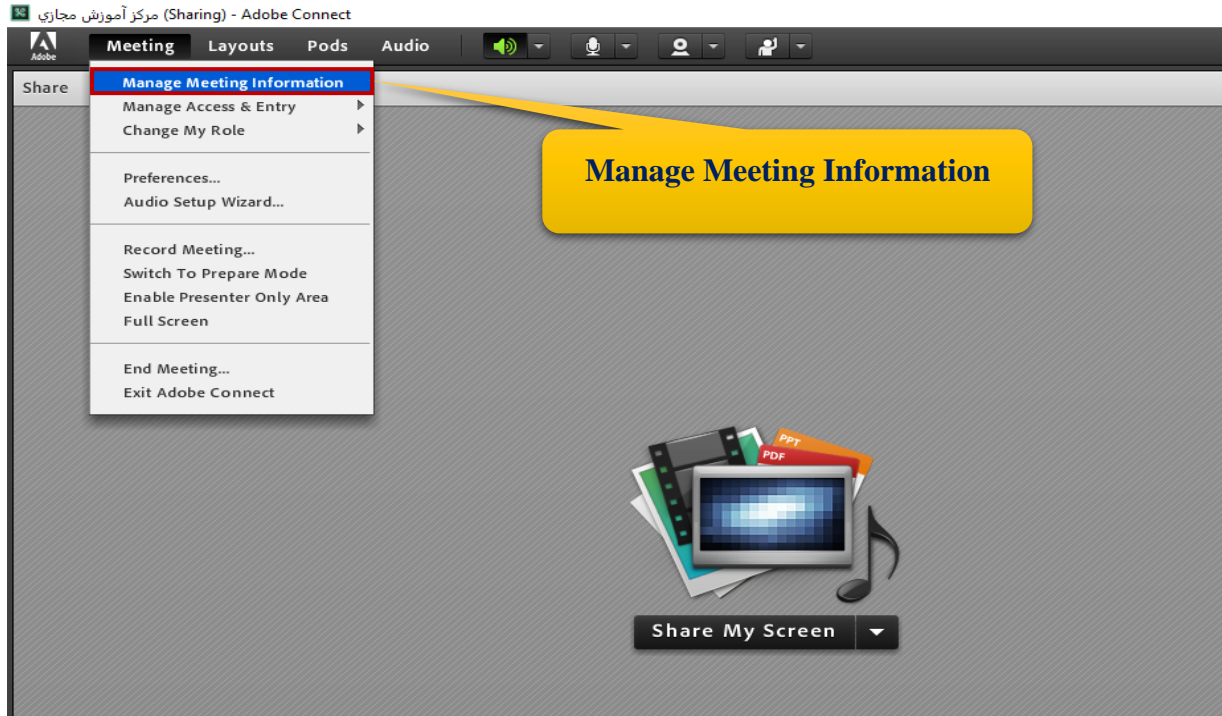 مرکز آموزش مجازي (Sharing) - Adobe Connect
Adobe
Meeting Layouts Pods Audio
Share
Manage Meeting Information
Manage Access & Entry
Change My Role
Preferences...
Audio Setup Wizard...
Record Meeting...
Switch To Prepare Mode
Enable Presenter Only Area
Full Screen
End Meeting...
Exit Adobe Connect
Manage Meeting Information
PPT
PDF
Share My Screen